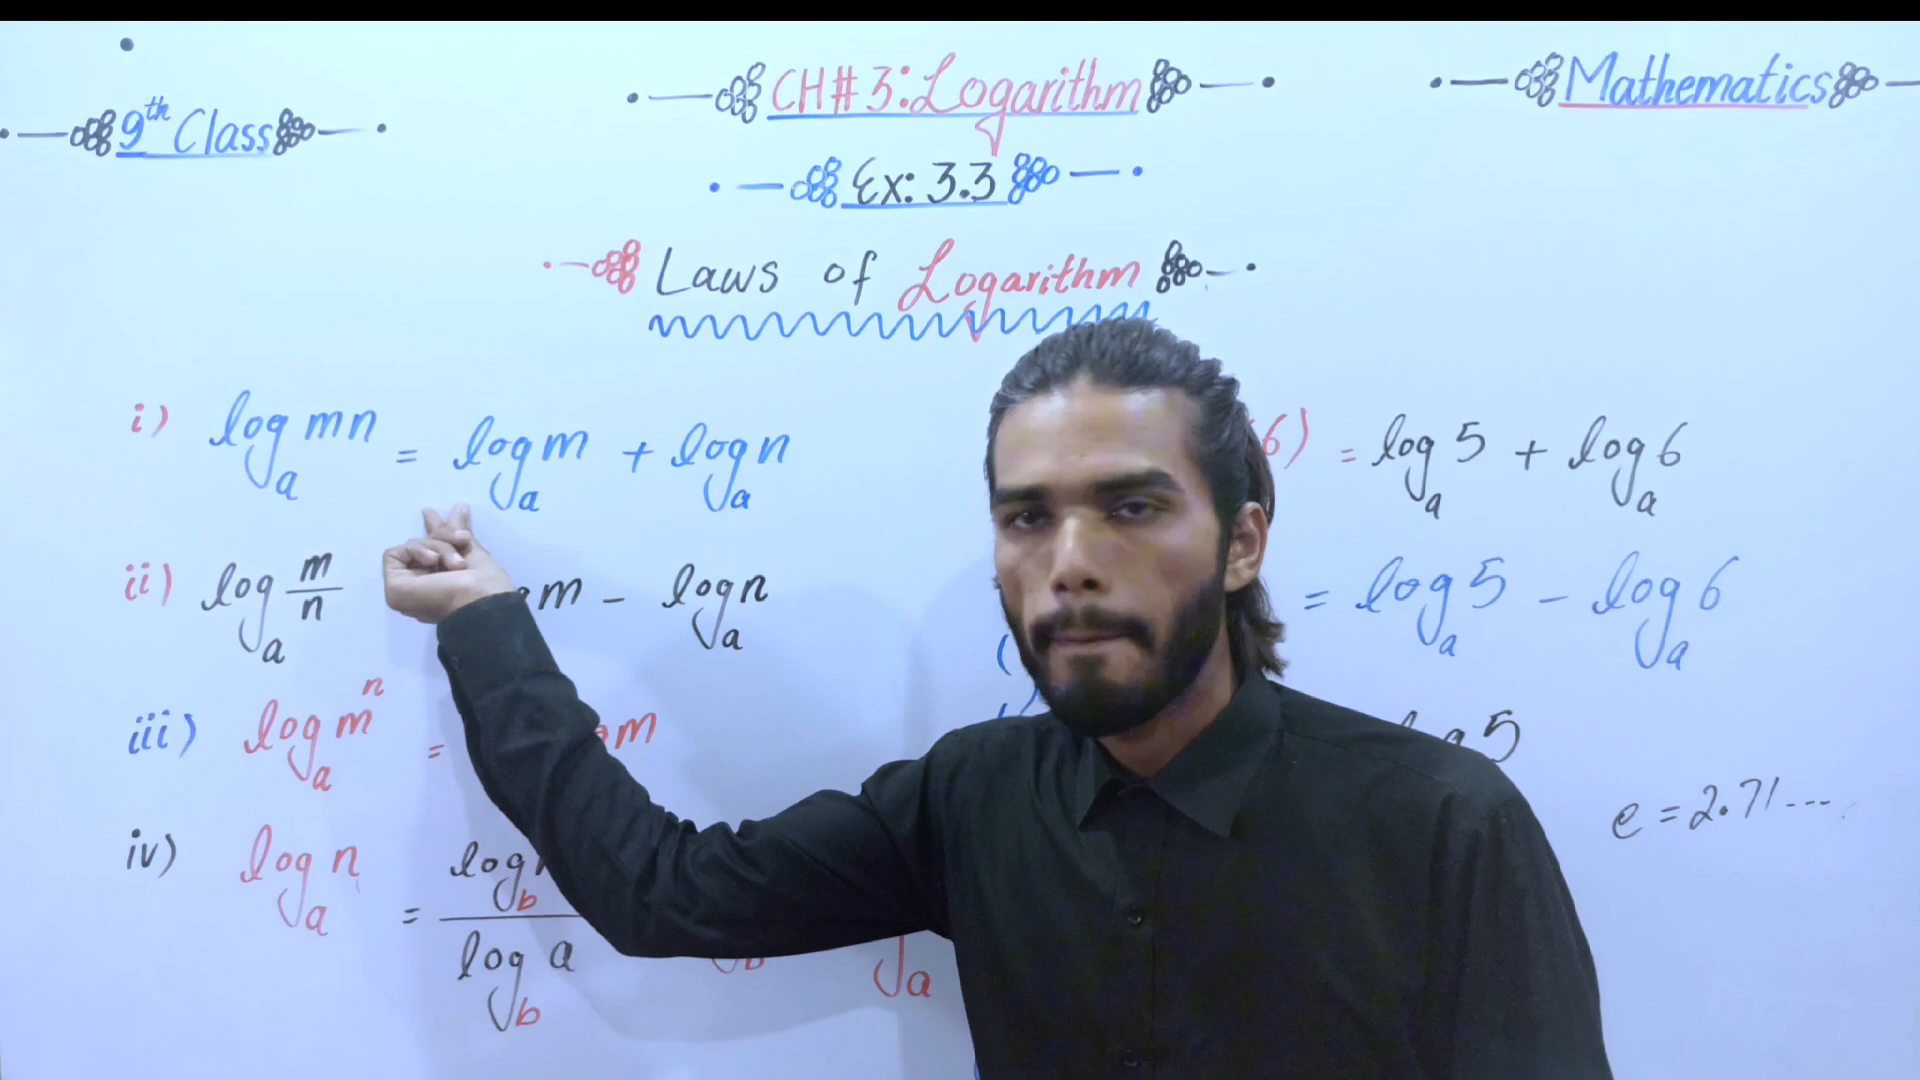 9th Class
CH# 3: Logarithm
Mathematics
Ex: 3.3
Laws of Logarithm
i) log_a mn = log_a m + log_a n
6) = log_a 5 + log_a 6
ii) log_a m/n m - log_a n
= log_a 5 - log_a 6
iii) log_a m^n = m
5
e = 2.71...
iv) log_a n = log_b
log_b a
a